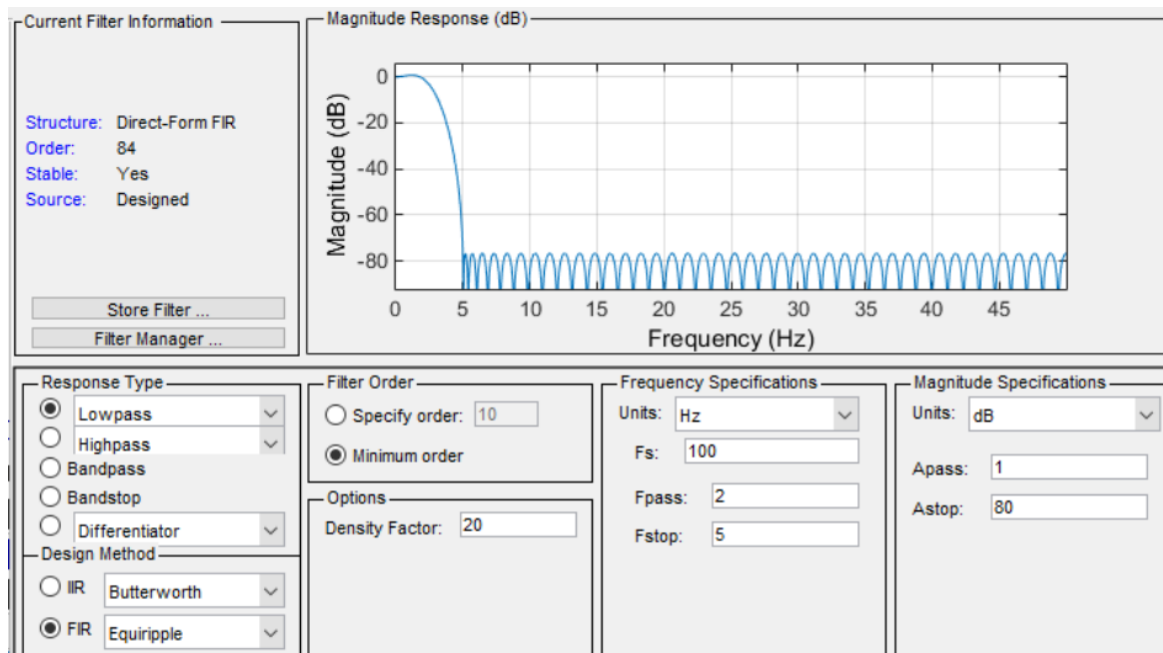 Current Filter Information
Structure: Direct-Form FIR
Order: 84
Stable: Yes
Source: Designed
Store Filter ...
Filter Manager ...
Magnitude Response (dB)
Magnitude (dB)
0
-20
-40
-60
-80
0 5 10 15 20 25 30 35 40 45
Frequency (Hz)
Response Type
Lowpass
Highpass
Bandpass
Bandstop
Differentiator
Design Method
IIR Butterworth
FIR Equiripple
Filter Order
Specify order: 10
Minimum order
Options
Density Factor: 20
Frequency Specifications
Units: Hz
Fs: 100
Fpass: 2
Fstop: 5
Magnitude Specifications
Units: dB
Apass: 1
Astop: 80